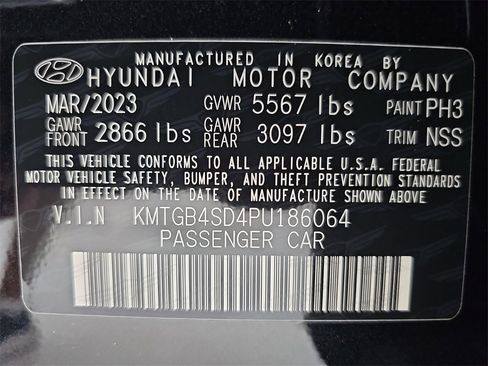 MANUFACTURED IN KOREA BY
HYUNDAI MOTOR COMPANY
MAR/2023 GVWR 5567 lbs PAINT PH3
GAWR FRONT 2866 lbs GAWR REAR 3097 lbs TRIM NSS
THIS VEHICLE CONFORMS TO ALL APPLICABLE FEDERAL
MOTOR VEHICLE SAFETY, BUMPER, AND THEFT PREVENTION STANDARDS
IN EFFECT ON THE DATE OF MANUFACTURE SHOWN ABOVE
V.I.N KMTGB4SD4PU186064
PASSENGER CAR